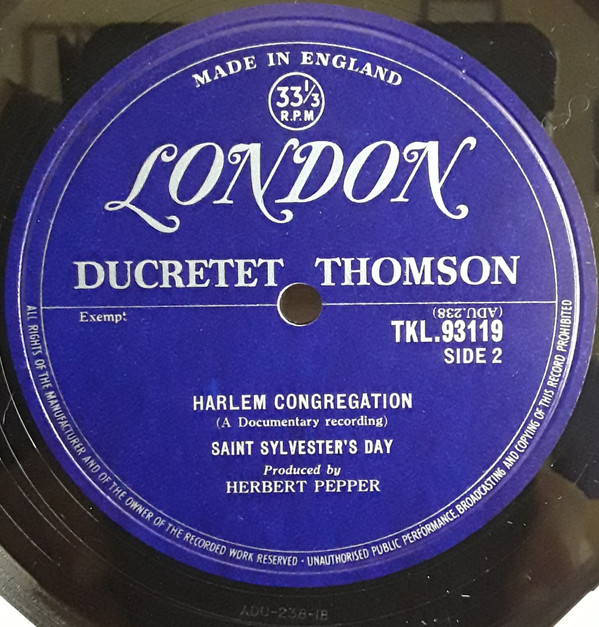 MADE IN ENGLAND
33⅓
R.P.M
LONDON
DUCRETET THOMSON
Exempt
(ADU.238)
TKL.93119
SIDE 2
HARLEM CONGREGATION
(A Documentary recording)
SAINT SYLVESTER'S DAY
Produced by
HERBERT PEPPER
ALL RIGHTS OF THE MANUFACTURER AND OF THE OWNER OF THE RECORDED WORK RESERVED · UNAUTHORISED PUBLIC PERFORMANCE, BROADCASTING AND COPYING OF THIS RECORD PROHIBITED
ADU-238-1B